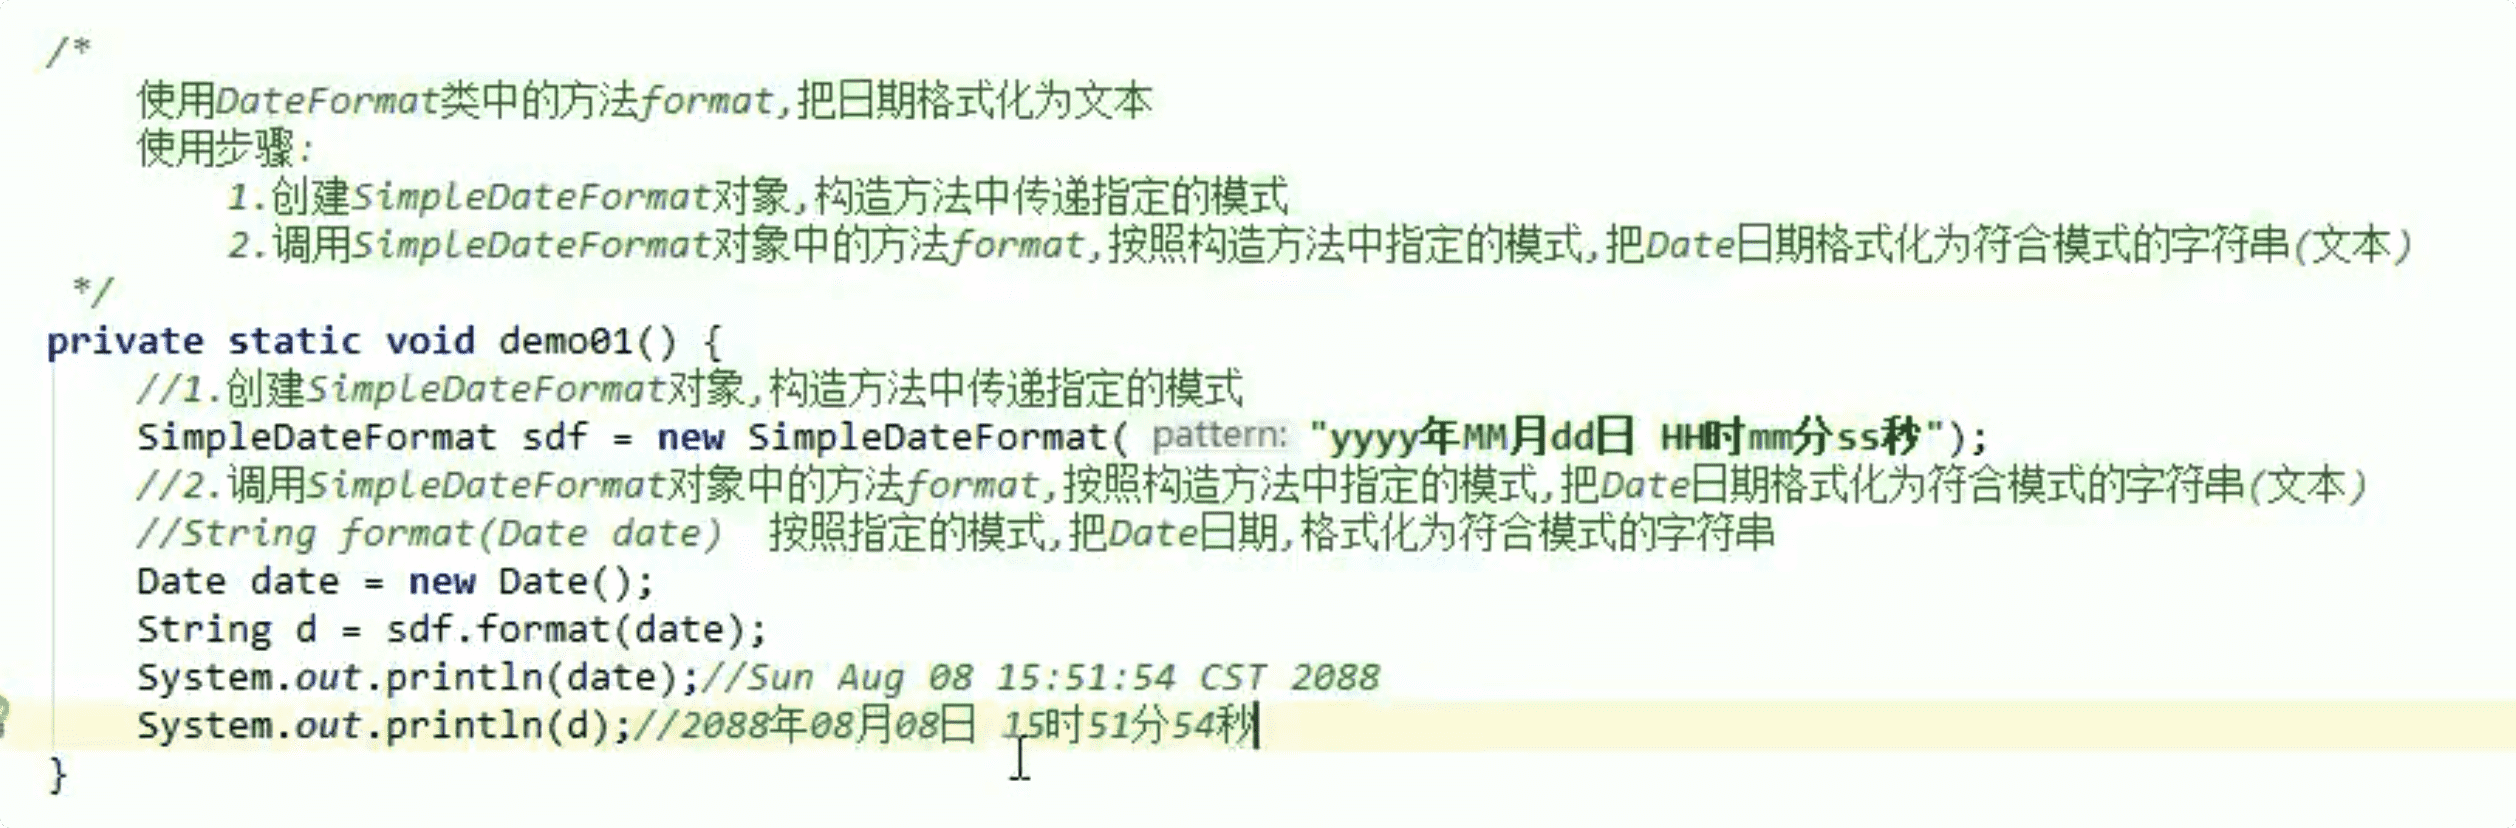 /*
使用DateFormat类中的方法format,把日期格式化为文本
使用步骤:
1.创建SimpleDateFormat对象,构造方法中传递指定的模式
2.调用SimpleDateFormat对象中的方法format,按照构造方法中指定的模式,把Date日期格式化为符合模式的字符串(文本)
*/
private static void demo01() {
//1.创建SimpleDateFormat对象,构造方法中传递指定的模式
SimpleDateFormat sdf = new SimpleDateFormat( pattern: "yyyy年MM月dd日 HH时mm分ss秒");
//2.调用SimpleDateFormat对象中的方法format,按照构造方法中指定的模式,把Date日期格式化为符合模式的字符串(文本)
//String format(Date date)  按照指定的模式,把Date日期,格式化为符合模式的字符串
Date date = new Date();
String d = sdf.format(date);
System.out.println(date);//Sun Aug 08 15:51:54 CST 2088
System.out.println(d);//2088年08月08日 15时51分54秒
}